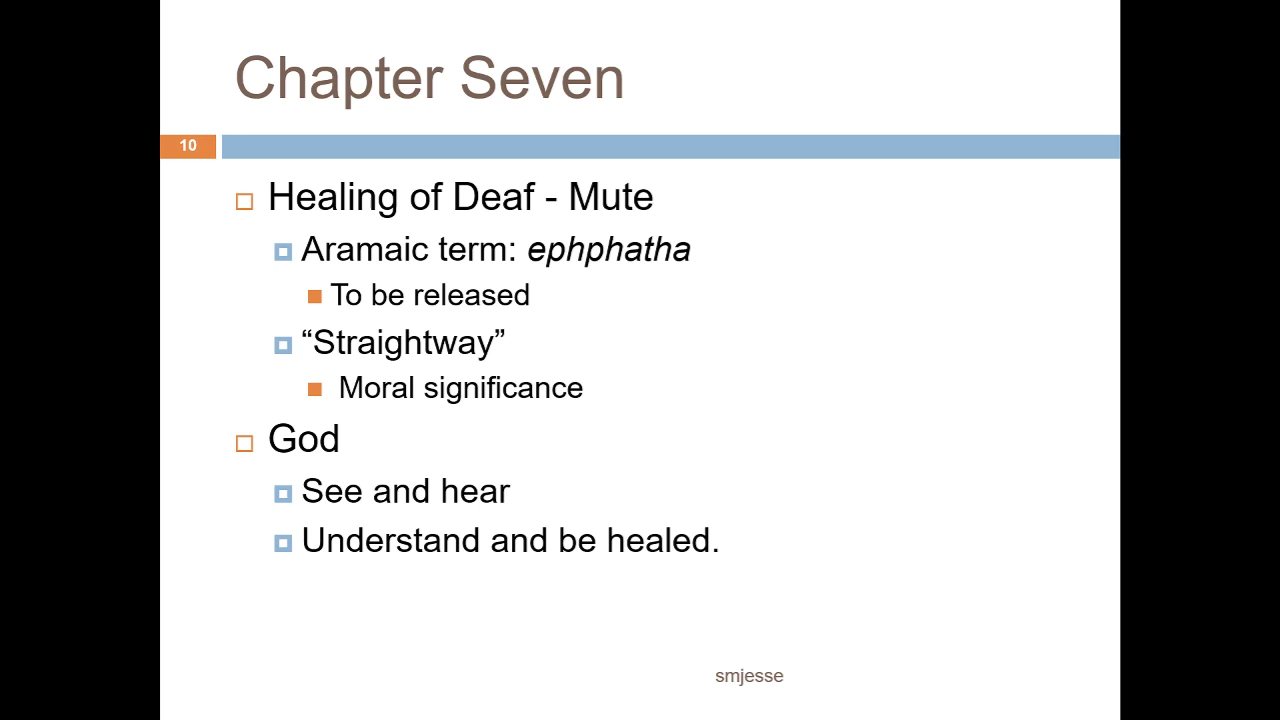 Chapter Seven
10
Healing of Deaf - Mute
Aramaic term: ephphatha
To be released
“Straightway”
Moral significance
God
See and hear
Understand and be healed.
smjesse